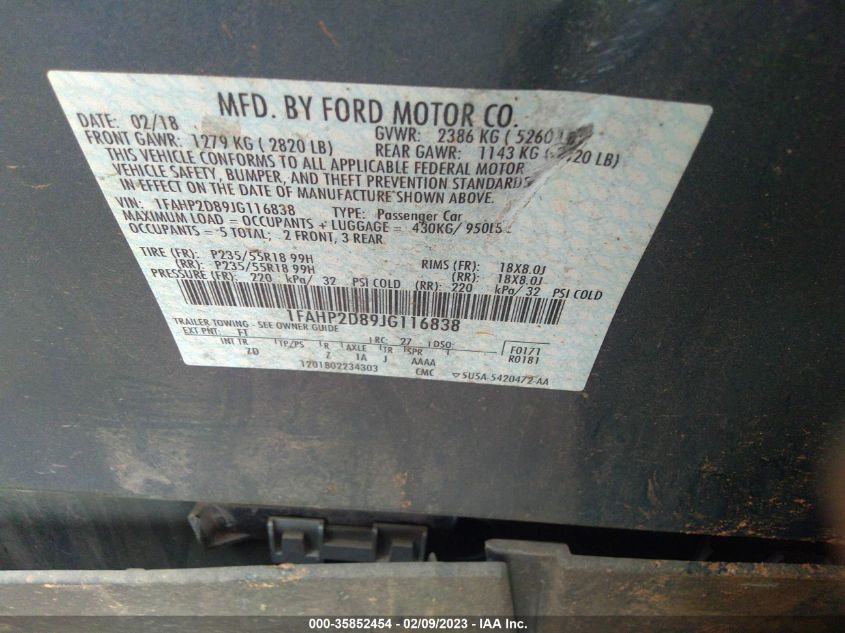 MFD. BY FORD MOTOR CO.
DATE: 02/18 GVWR: 2386 KG ( 5260
FRONT GAWR: 1279 KG ( 2820 LB) REAR GAWR: 1143 KG ( LB)
THIS VEHICLE CONFORMS TO ALL APPLICABLE FEDERAL MOTOR
VEHICLE SAFETY, BUMPER, AND THEFT PREVENTION STANDARDS
IN EFFECT ON THE DATE OF MANUFACTURE SHOWN ABOVE.
VIN: 1FAHP2D89JG116838 TYPE: Passenger Car
MAXIMUM LOAD = OCCUPANTS + LUGGAGE = 430KG/ 950LB
OCCUPANTS = 5 TOTAL; 2 FRONT, 3 REAR
TIRE (FR): P235/55R18 99H RIMS (FR): 18X8.0J
(RR): P235/55R18 99H (RR): 18X8.0J
PRESSURE (FR): 220 kPa/ 32 PSI COLD (RR): 220 kPa/ 32 PSI COLD
1FAHP2D89JG116838
TRAILER TOWING - SEE OWNER GUIDE
EXT PNT: FT RC: 27 DSO: F0171
INT TR TP/PS R AXLE TR SPR R0181
ZD Z 1A J AAAA
1201802234303 CMC 5U5A-5420472-AA
000-35852454 - 02/09/2023 - IAA Inc.